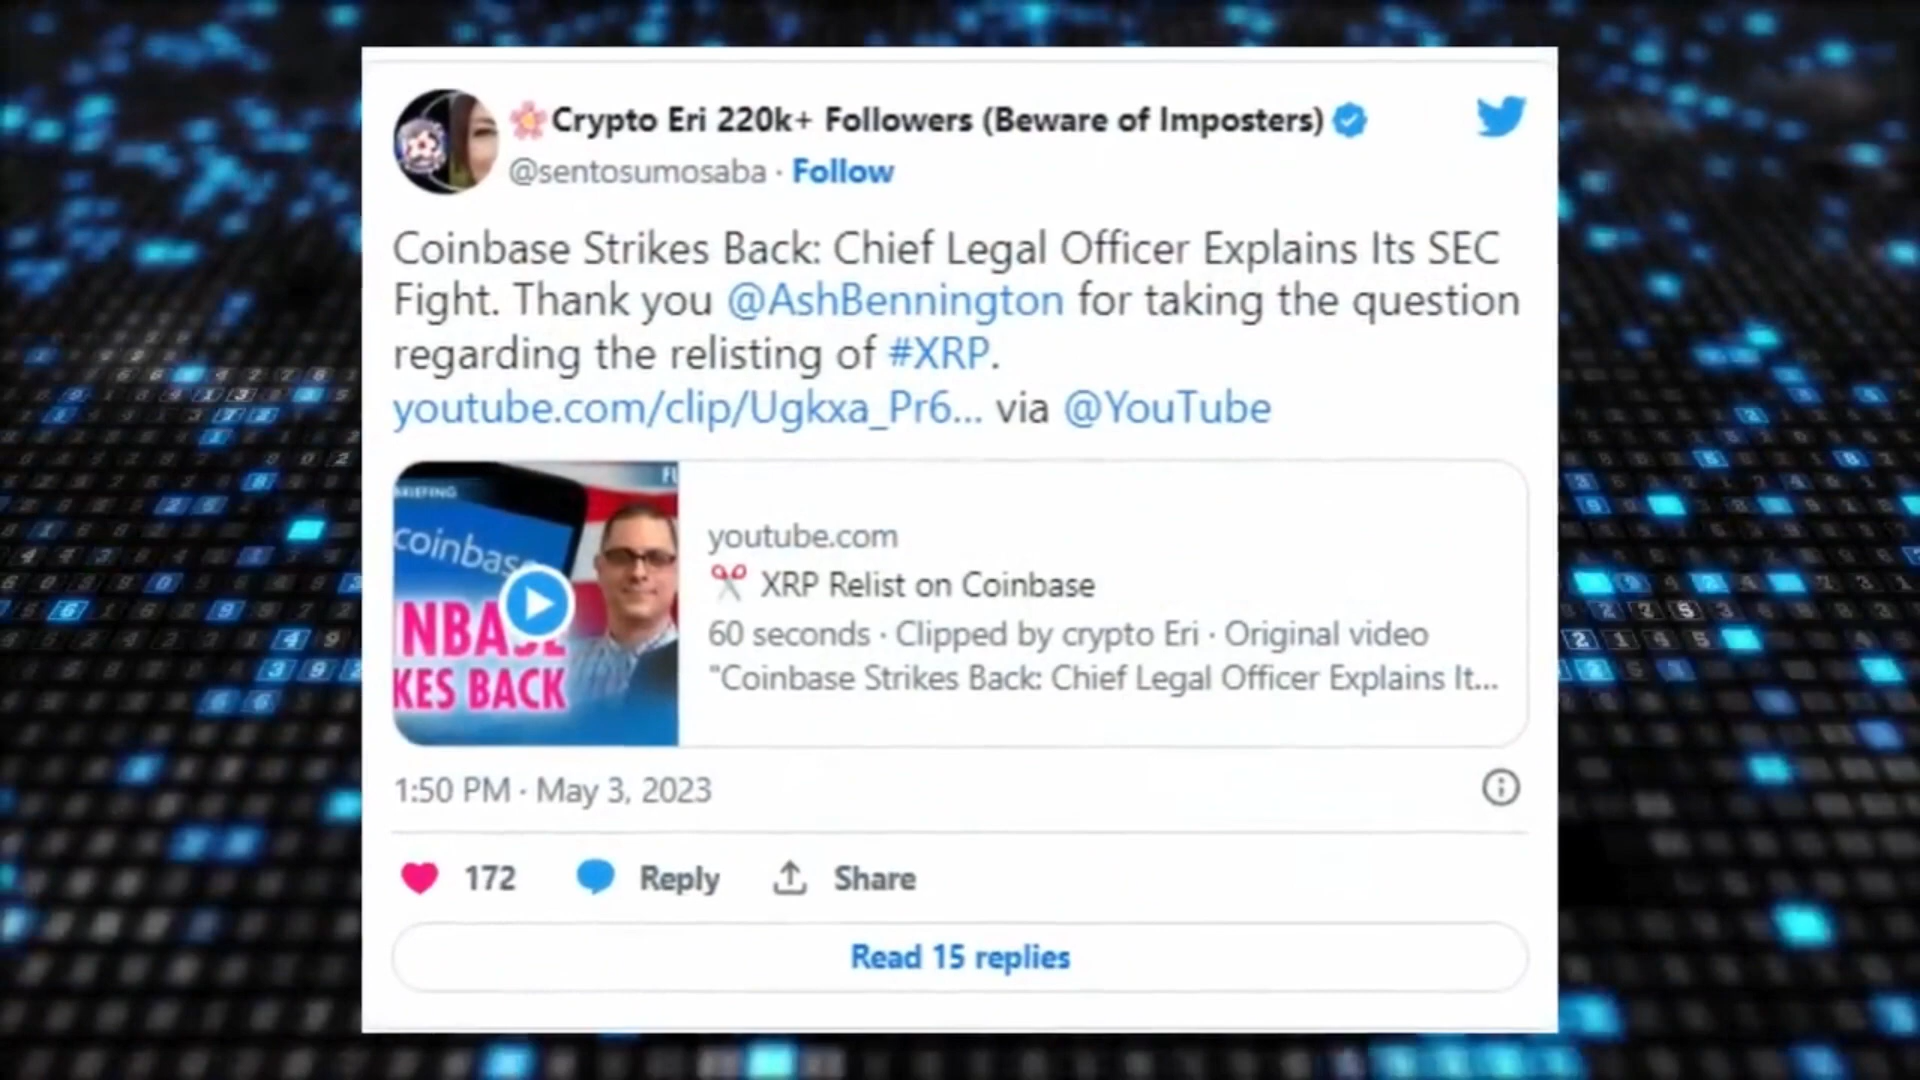 Crypto Eri 220k+ Followers (Beware of Imposters)
@sentosumosaba · Follow
Coinbase Strikes Back: Chief Legal Officer Explains Its SEC
Fight. Thank you @AshBennington for taking the question
regarding the relisting of #XRP.
youtube.com/clip/Ugkxa_Pr6... via @YouTube
BRIEFING
coinbase
NBASE
KES BACK
youtube.com
XRP Relist on Coinbase
60 seconds · Clipped by crypto Eri · Original video
"Coinbase Strikes Back: Chief Legal Officer Explains It...
1:50 PM · May 3, 2023
172 Reply Share
Read 15 replies